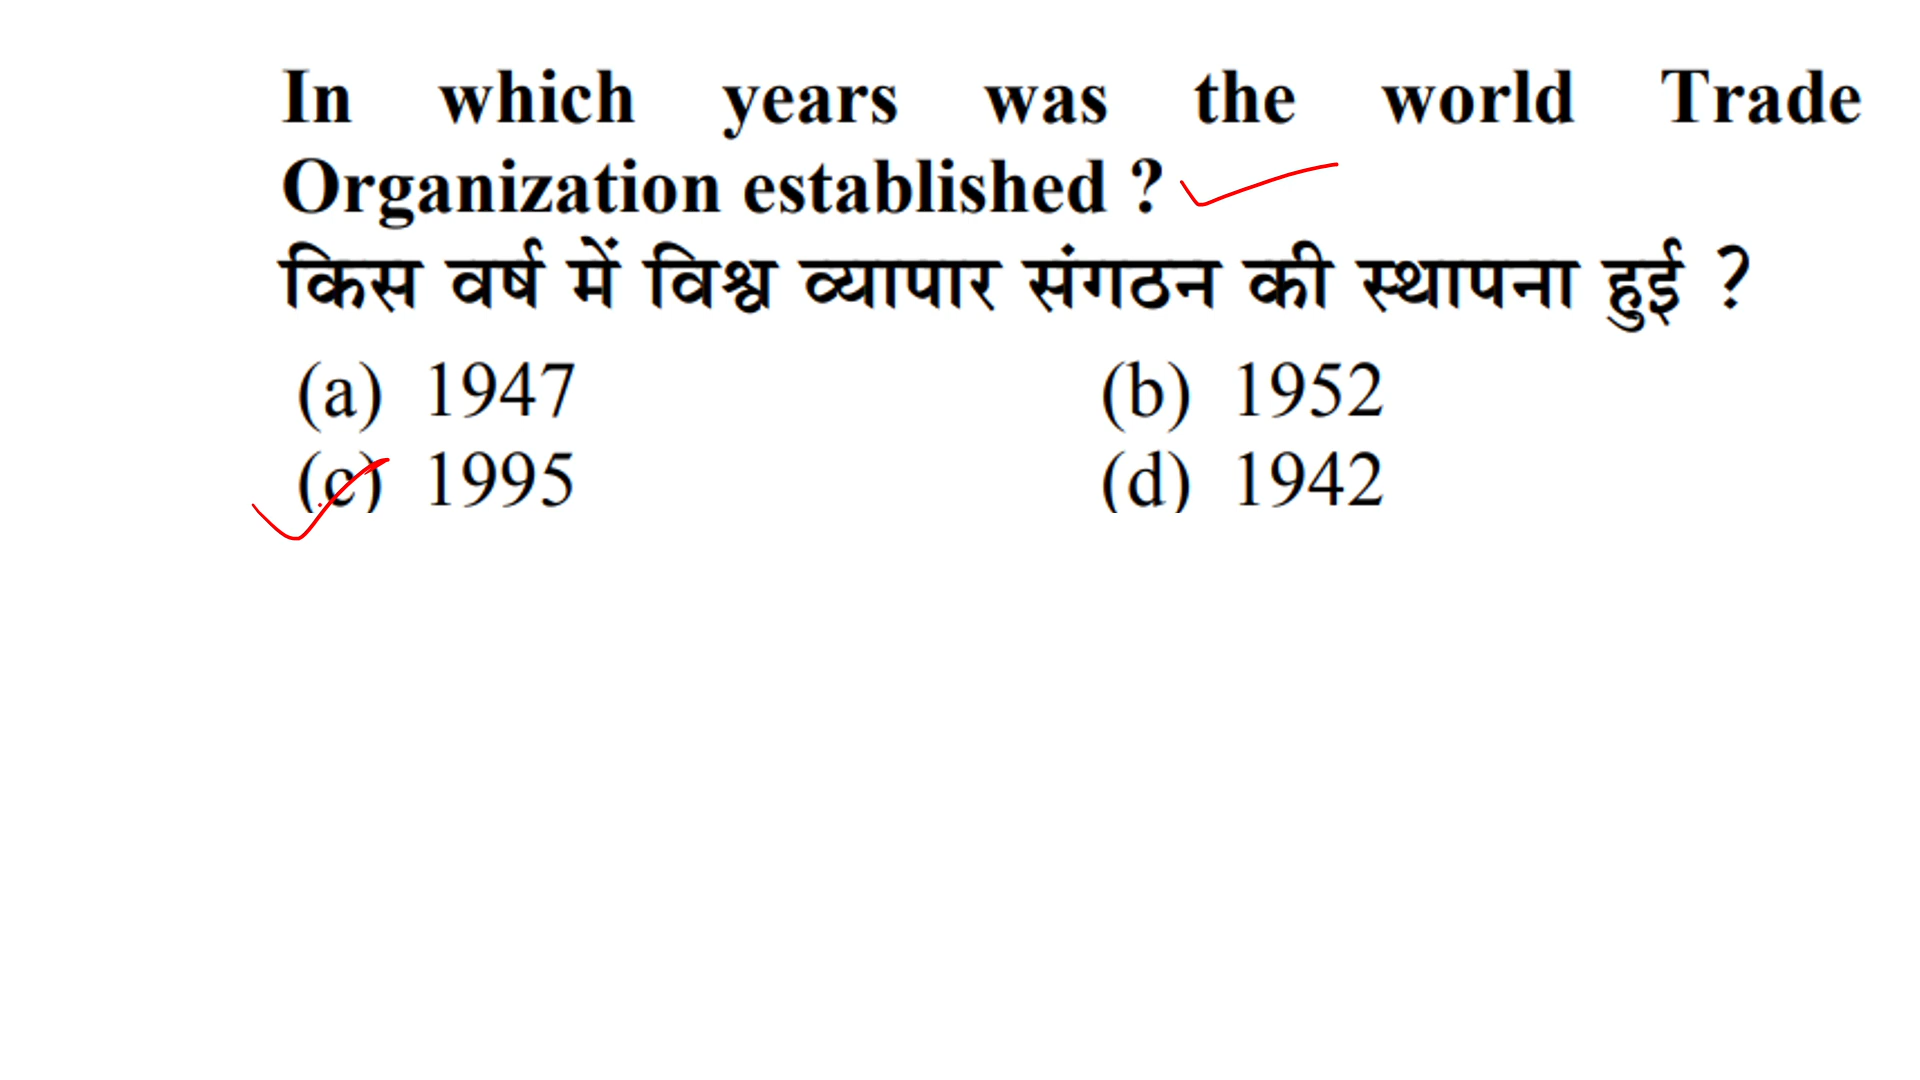 In which years was the world Trade
Organization established ?
किस वर्ष में विश्व व्यापार संगठन की स्थापना हुई ?
(a) 1947 (b) 1952
(c) 1995 (d) 1942